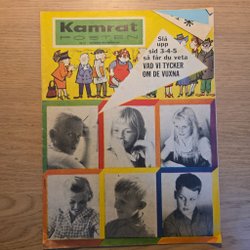 Kamrat
POSTEN
Slå
upp
sid 3-4-5
så får du veta
VAD VI TYCKER
OM DE VUXNA